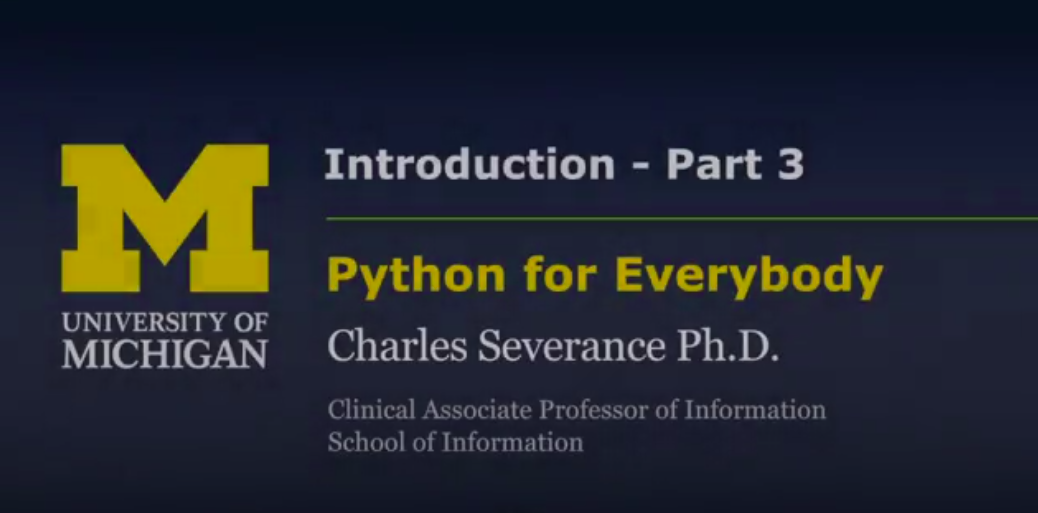 Introduction - Part 3
Python for Everybody
Charles Severance Ph.D.
Clinical Associate Professor of Information
School of Information
M
UNIVERSITY OF
MICHIGAN